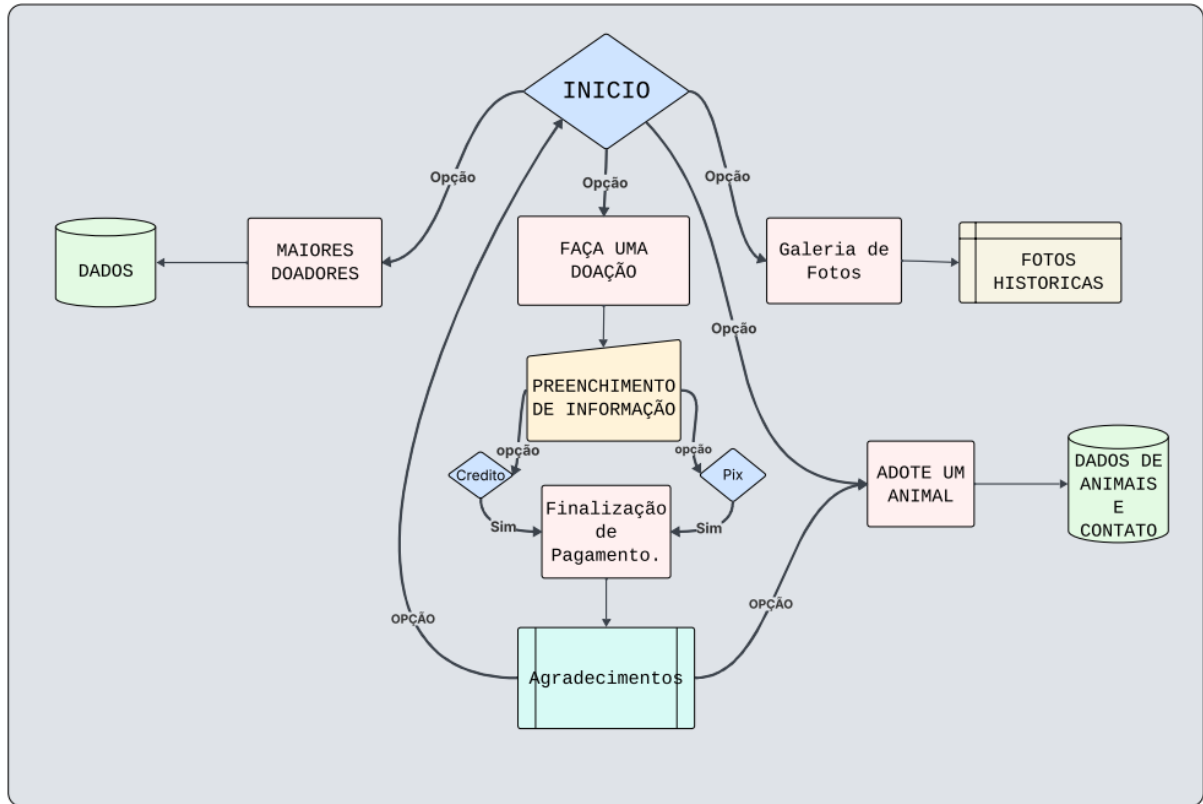 INICIO
Opção
Opção
Opção
DADOS
MAIORES
DOADORES
FAÇA UMA
DOAÇÃO
Galeria de
Fotos
FOTOS
HISTORICAS
Opção
PREENCHIMENTO
DE INFORMAÇÃO
opção
opção
Credito
Pix
Sim
Sim
Finalização
de
Pagamento.
ADOTE UM
ANIMAL
DADOS DE
ANIMAIS
E
CONTATO
OPÇÃO
OPÇÃO
Agradecimentos